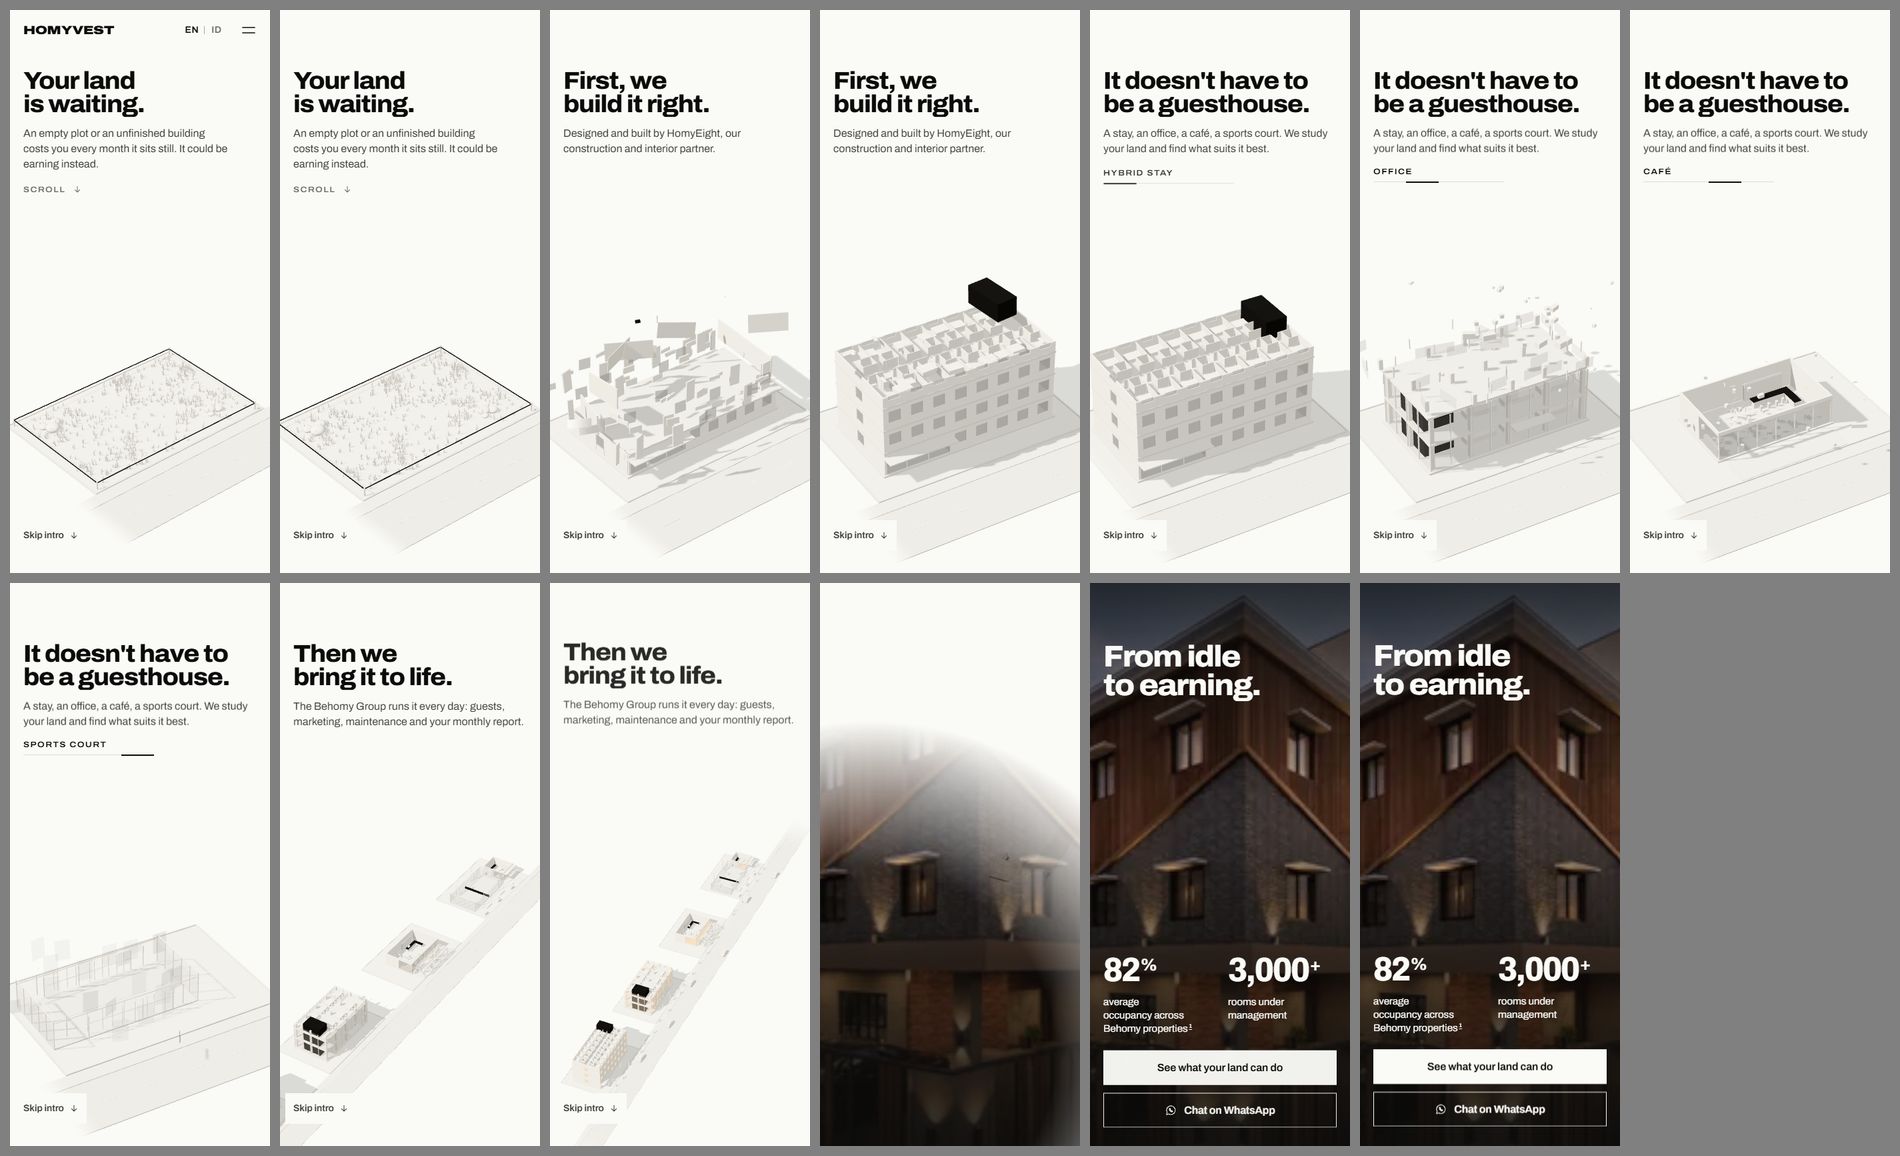 HOMYVEST
EN | ID
Your land
is waiting.
An empty plot or an unfinished building
costs you every month it sits still. It could be
earning instead.
SCROLL ↓
Skip intro ↓
Your land
is waiting.
An empty plot or an unfinished building
costs you every month it sits still. It could be
earning instead.
SCROLL ↓
Skip intro ↓
First, we
build it right.
Designed and built by HomyEight, our
construction and interior partner.
Skip intro ↓
First, we
build it right.
Designed and built by HomyEight, our
construction and interior partner.
Skip intro ↓
It doesn't have to
be a guesthouse.
A stay, an office, a café, a sports court. We study
your land and find what suits it best.
HYBRID STAY
Skip intro ↓
It doesn't have to
be a guesthouse.
A stay, an office, a café, a sports court. We study
your land and find what suits it best.
OFFICE
Skip intro ↓
It doesn't have to
be a guesthouse.
A stay, an office, a café, a sports court. We study
your land and find what suits it best.
CAFÉ
Skip intro ↓
It doesn't have to
be a guesthouse.
A stay, an office, a café, a sports court. We study
your land and find what suits it best.
SPORTS COURT
Skip intro ↓
Then we
bring it to life.
The Behomy Group runs it every day: guests,
marketing, maintenance and your monthly report.
Skip intro ↓
Then we
bring it to life.
The Behomy Group runs it every day: guests,
marketing, maintenance and your monthly report.
Skip intro ↓
From idle
to earning.
82% 3,000+
average
occupancy across
Behomy properties 1
rooms under
management
See what your land can do
Chat on WhatsApp
From idle
to earning.
82% 3,000+
average
occupancy across
Behomy properties 1
rooms under
management
See what your land can do
Chat on WhatsApp